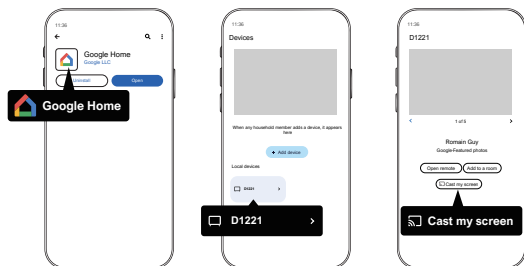 11:36
Google Home
Google LLC
Uninstall
Open
Google Home
11:36
Devices
When any household member adds a device, it appears
here
+ Add device
Local devices
D1221
D1221
11:36
D1221
1 of 8
Romain Guy
Google Featured photos
Open remote
Add to a room
Cast my screen
Cast my screen